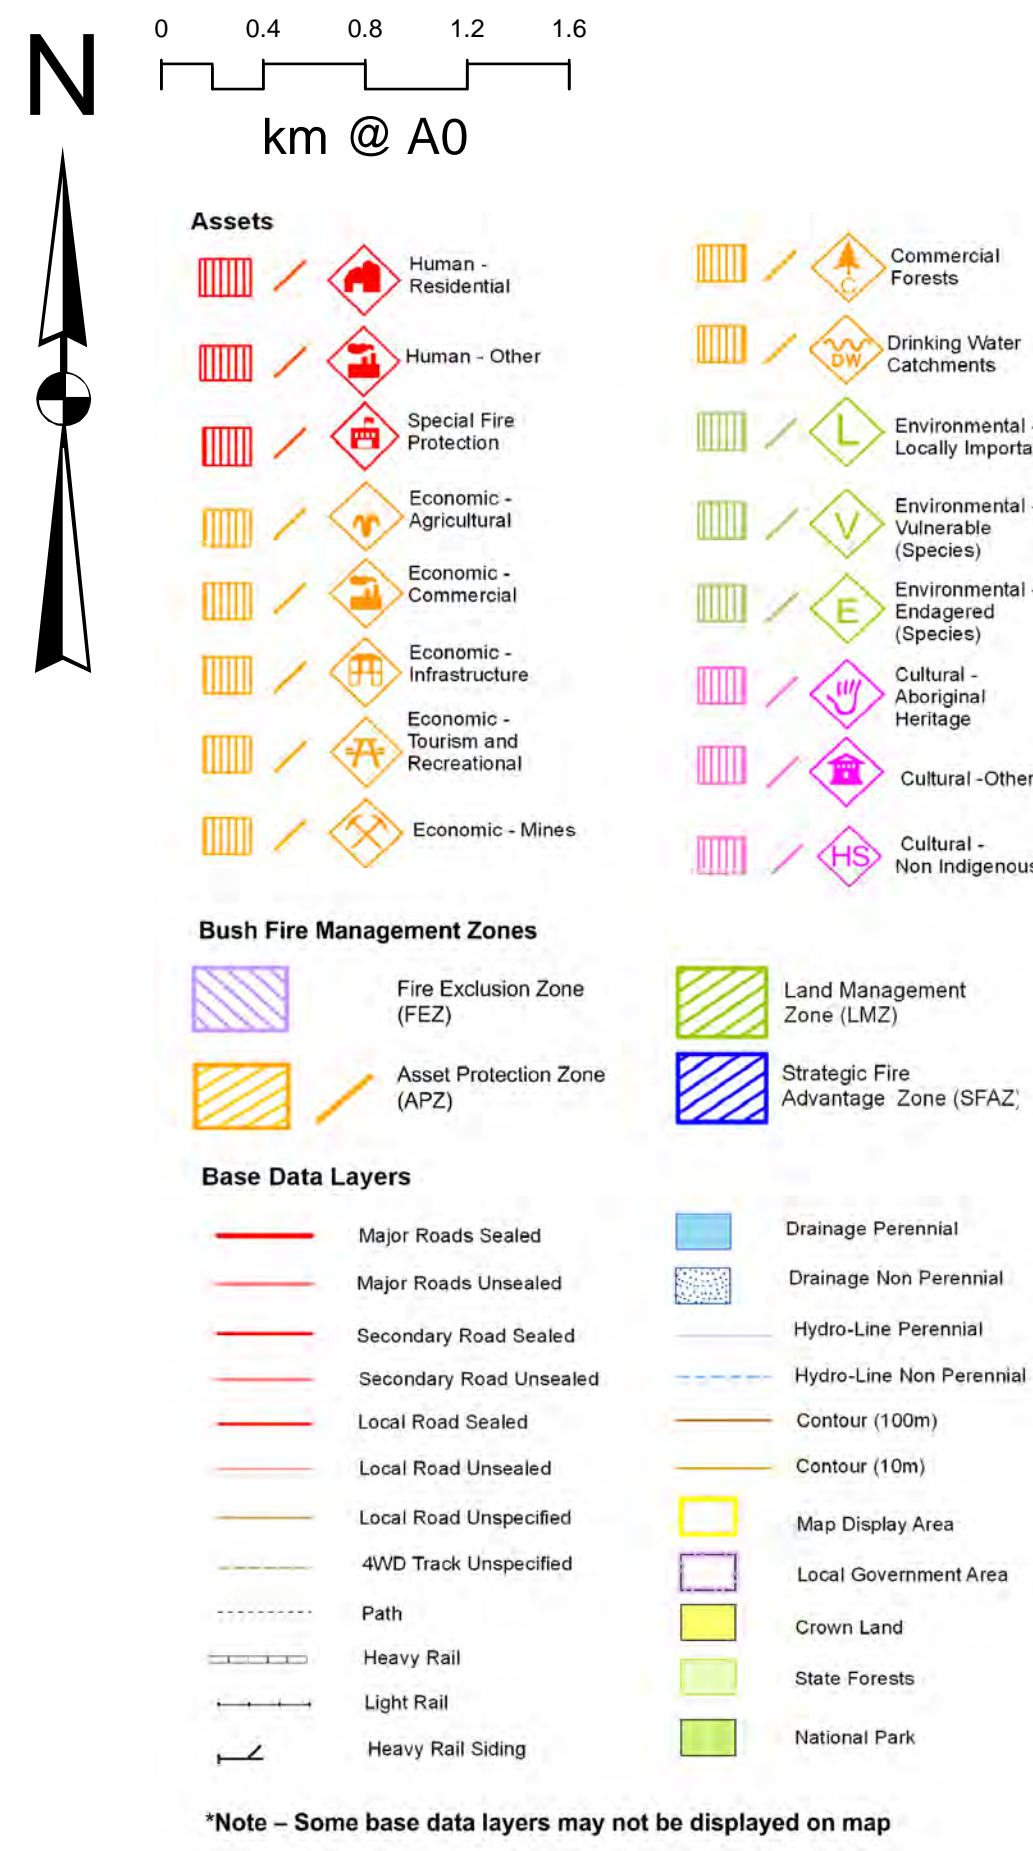 N
0 0.4 0.8 1.2 1.6
km @ A0
Assets
Human -
Residential
Human - Other
Special Fire
Protection
Economic -
Agricultural
Economic -
Commercial
Economic -
Infrastructure
Economic -
Tourism and
Recreational
Economic - Mines
C
Commercial
Forests
DW
Drinking Water
Catchments
L
Environmental -
Locally Importa
V
Environmental -
Vulnerable
(Species)
E
Environmental -
Endagered
(Species)
Cultural -
Aboriginal
Heritage
Cultural -Other
HS
Cultural -
Non Indigenous
Bush Fire Management Zones
Fire Exclusion Zone
(FEZ)
Asset Protection Zone
(APZ)
Land Management
Zone (LMZ)
Strategic Fire
Advantage Zone (SFAZ)
Base Data Layers
Major Roads Sealed
Major Roads Unsealed
Secondary Road Sealed
Secondary Road Unsealed
Local Road Sealed
Local Road Unsealed
Local Road Unspecified
4WD Track Unspecified
Path
Heavy Rail
Light Rail
Heavy Rail Siding
Drainage Perennial
Drainage Non Perennial
Hydro-Line Perennial
Hydro-Line Non Perennial
Contour (100m)
Contour (10m)
Map Display Area
Local Government Area
Crown Land
State Forests
National Park
*Note – Some base data layers may not be displayed on map